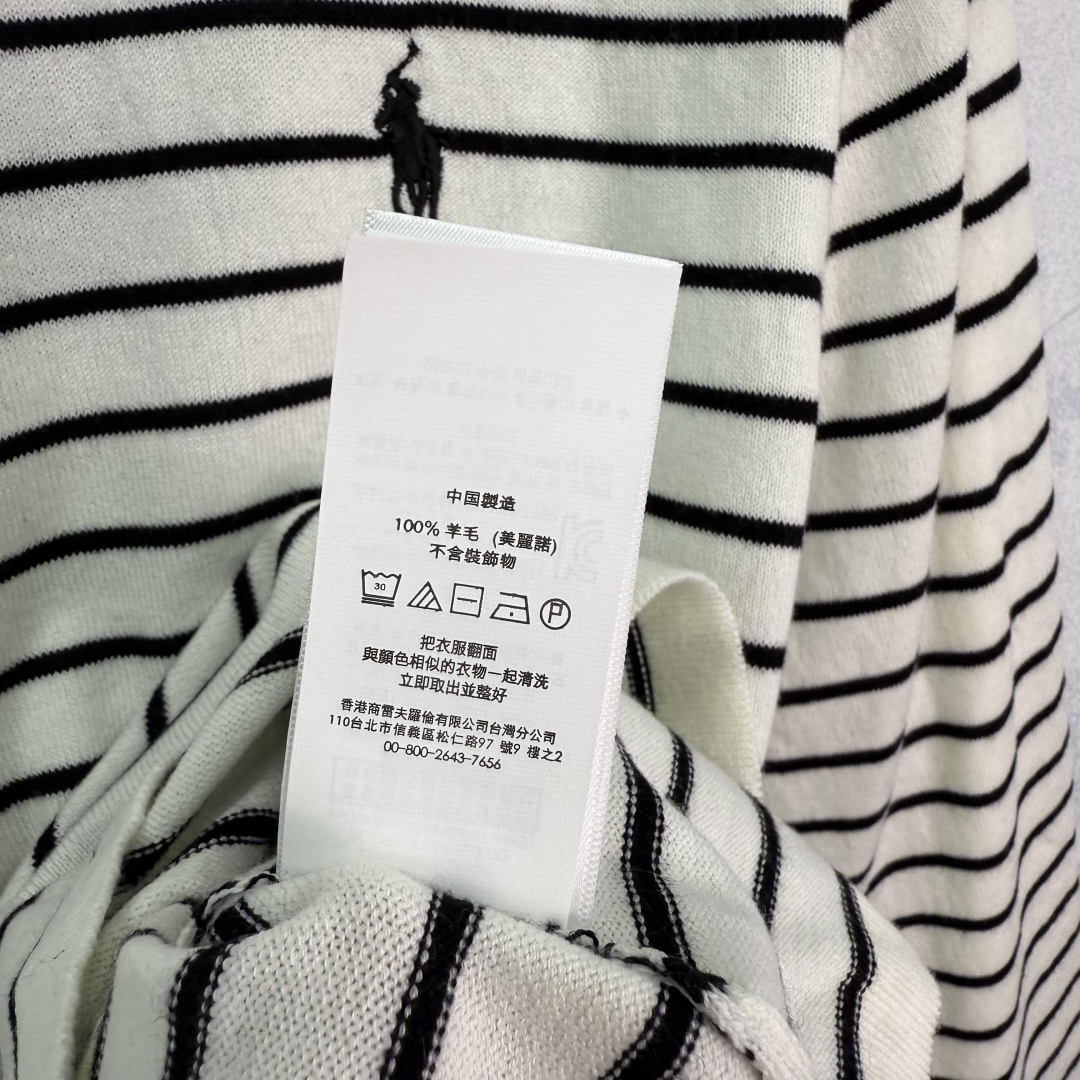 中国製造
100% 羊毛 (美麗諾)
不含裝飾物
30
P
把衣服翻面
與顏色相似的衣物一起清洗
立即取出並整好
香港商雷夫羅倫有限公司台灣分公司
110台北市信義區松仁路97 號9 樓之2
00-800-2643-7656